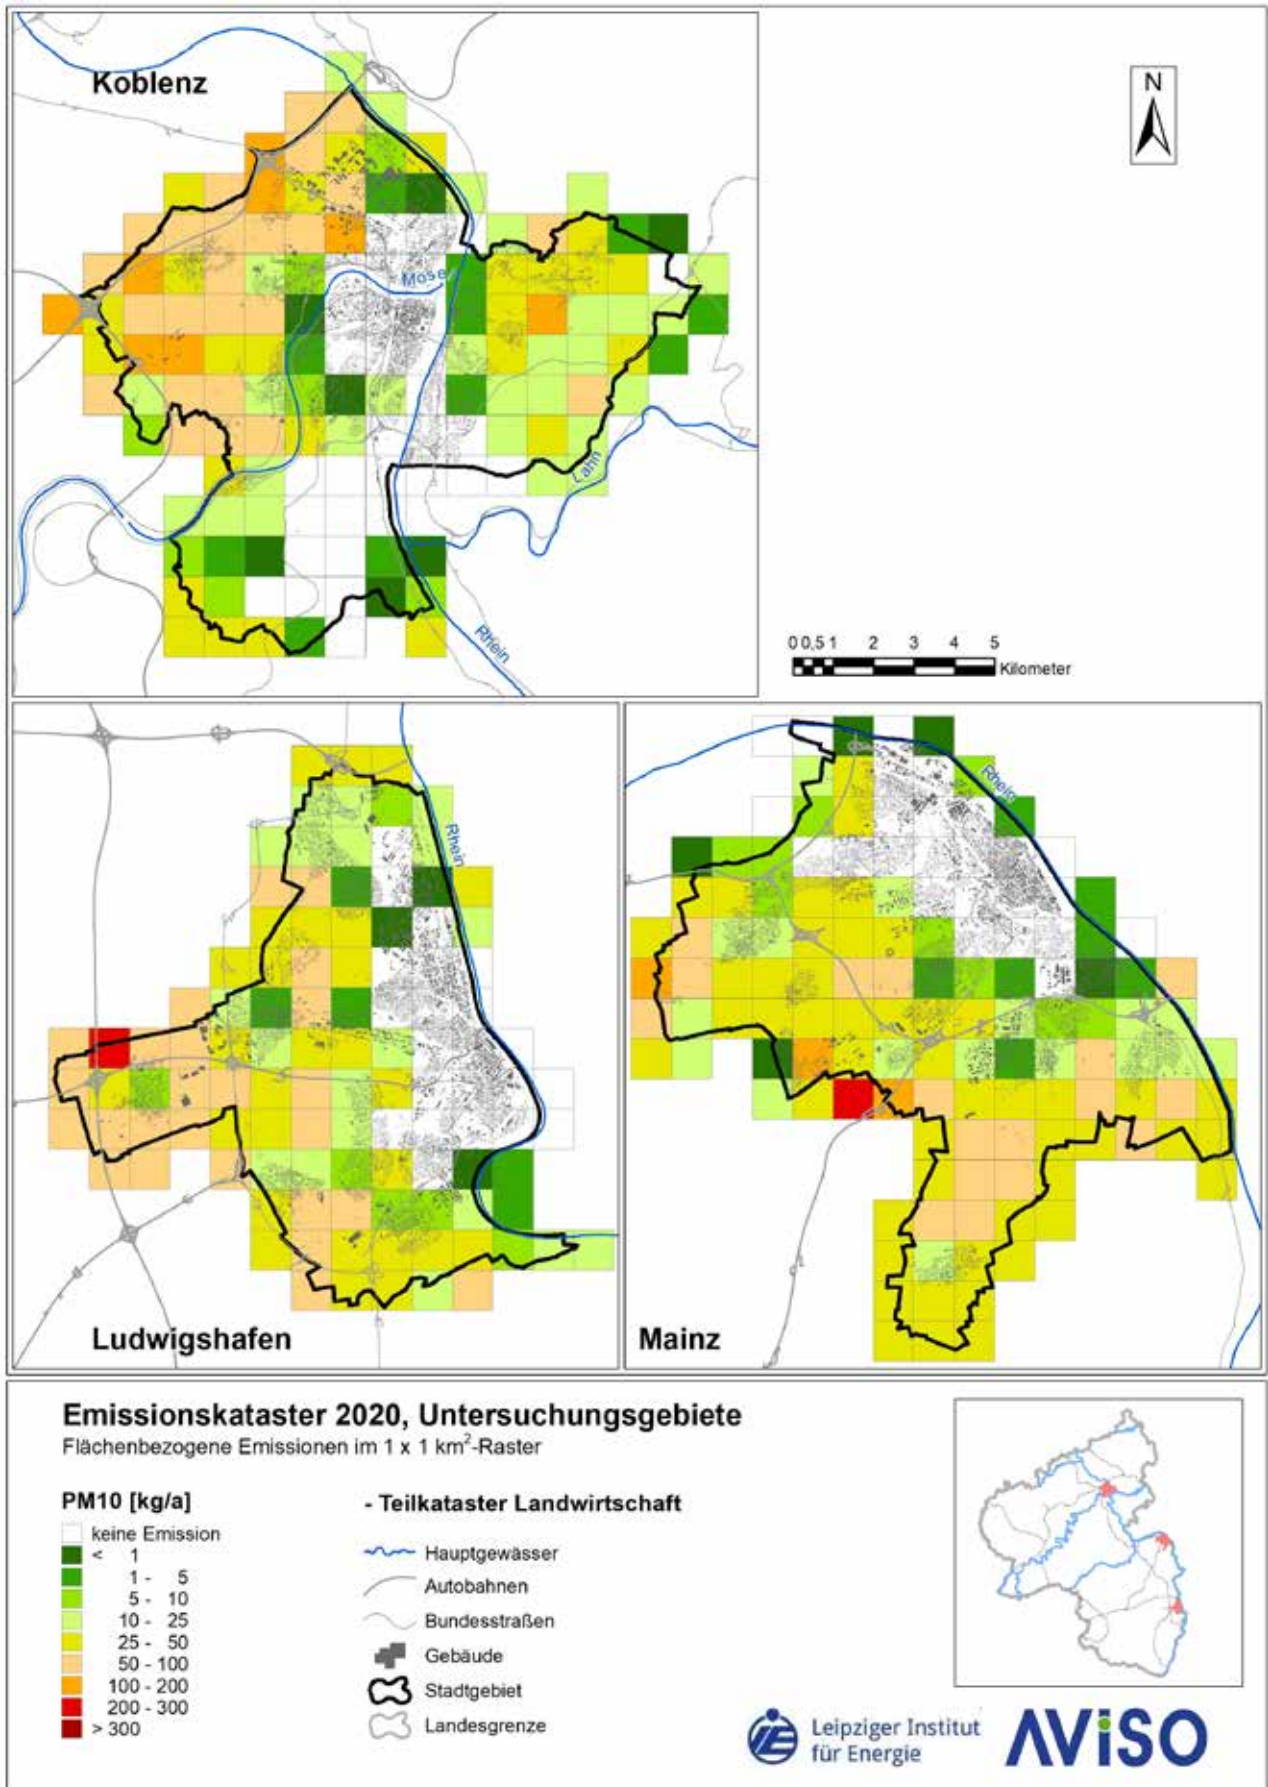 Koblenz
N
Mosel
Lahn
Rhein
0 0,5 1 2 3 4 5
Kilometer
Rhein
Ludwigshafen
Rhein
Mainz
Emissionskataster 2020, Untersuchungsgebiete
Flächenbezogene Emissionen im 1 x 1 km²-Raster
PM10 [kg/a]
keine Emission
< 1
1 - 5
5 - 10
10 - 25
25 - 50
50 - 100
100 - 200
200 - 300
> 300
- Teilkataster Landwirtschaft
Hauptgewässer
Autobahnen
Bundesstraßen
Gebäude
Stadtgebiet
Landesgrenze
Leipziger Institut
für Energie
AViSO